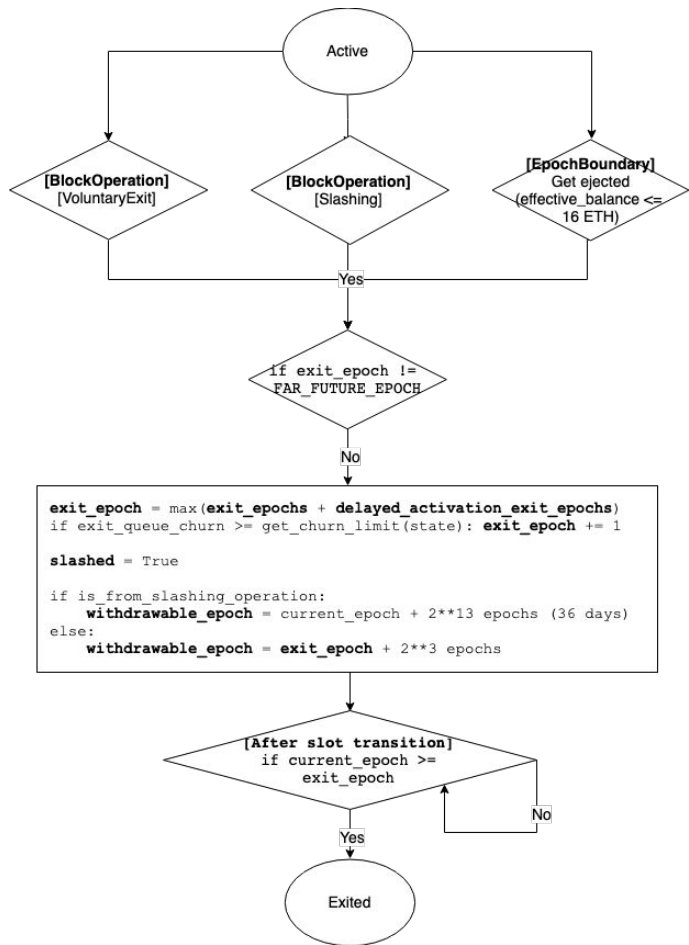 Active
[BlockOperation]
[VoluntaryExit]
[BlockOperation]
[Slashing]
[EpochBoundary]
Get ejected
(effective_balance <=
16 ETH)
Yes
if exit_epoch !=
FAR_FUTURE_EPOCH
No
exit_epoch = max(exit_epochs + delayed_activation_exit_epochs)
if exit_queue_churn >= get_churn_limit(state): exit_epoch += 1
slashed = True
if is_from_slashing_operation:
withdrawable_epoch = current_epoch + 2**13 epochs (36 days)
else:
withdrawable_epoch = exit_epoch + 2**3 epochs
[After slot transition]
if current_epoch >=
exit_epoch
No
Yes
Exited